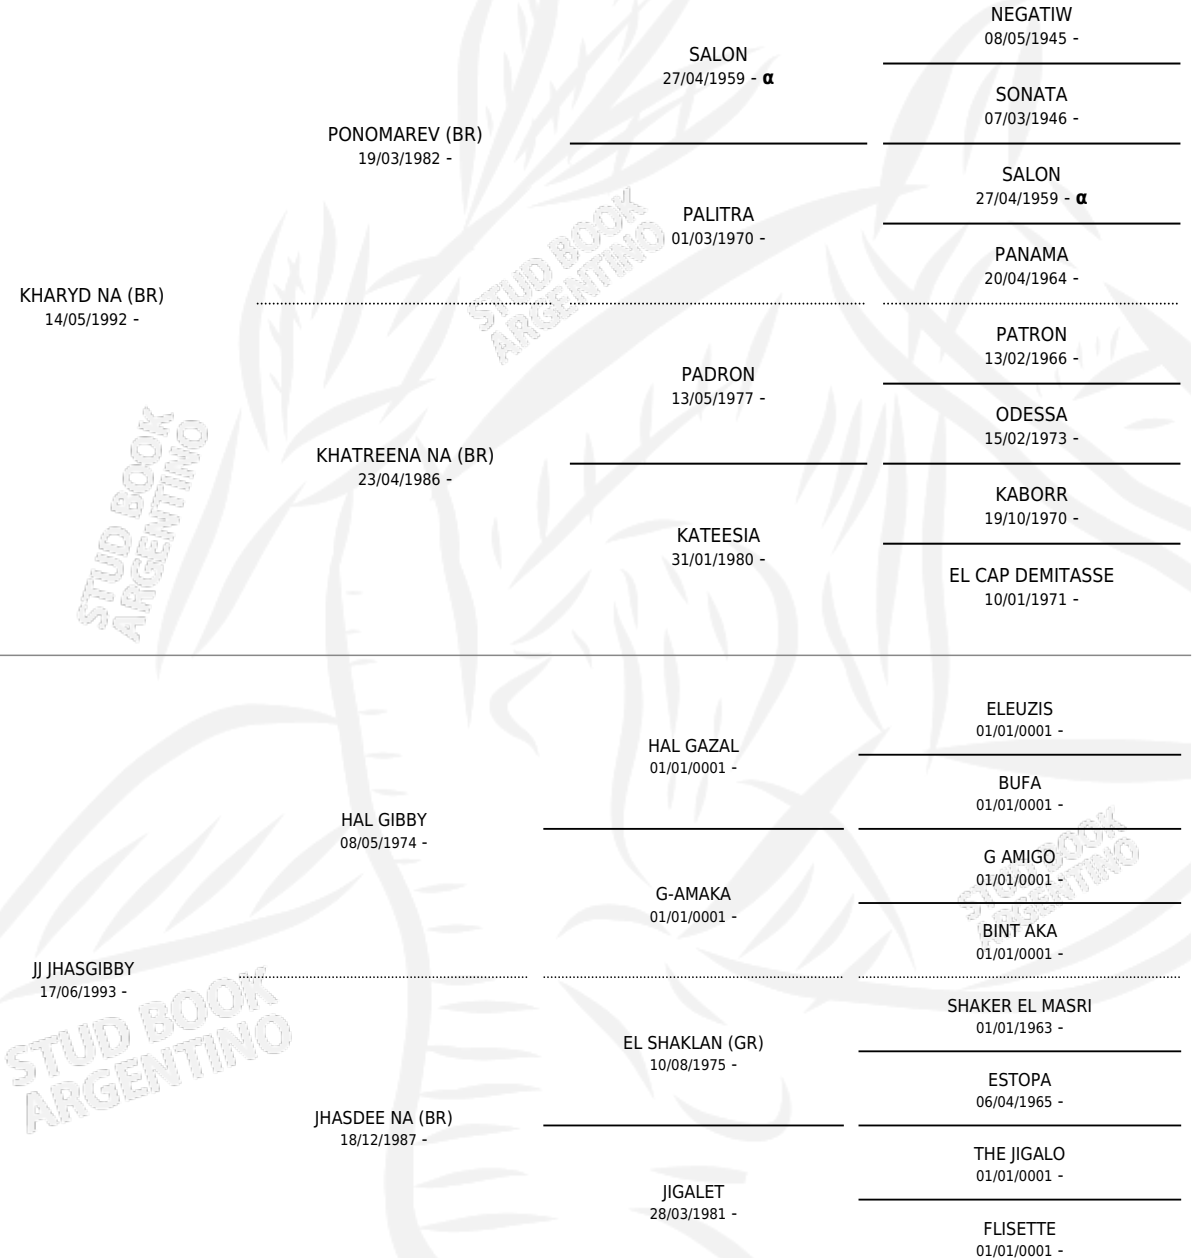 NEGATIW
08/05/1945 -
SALON
27/04/1959 - α
SONATA
07/03/1946 -
PONOMAREV (BR)
19/03/1982 -
SALON
27/04/1959 - α
PALITRA
01/03/1970 -
PANAMA
20/04/1964 -
KHARYD NA (BR)
14/05/1992 -
PATRON
13/02/1966 -
PADRON
13/05/1977 -
ODESSA
15/02/1973 -
KHATREENA NA (BR)
23/04/1986 -
KABORR
19/10/1970 -
KATEESIA
31/01/1980 -
EL CAP DEMITASSE
10/01/1971 -
STUD BOOK
ARGENTINO
STUD BOOK
ARGENTINO
ELEUZIS
01/01/0001 -
HAL GAZAL
01/01/0001 -
BUFA
01/01/0001 -
HAL GIBBY
08/05/1974 -
G AMIGO
01/01/0001 -
G-AMAKA
01/01/0001 -
BINT AKA
01/01/0001 -
JJ JHASGIBBY
17/06/1993 -
SHAKER EL MASRI
01/01/1963 -
EL SHAKLAN (GR)
10/08/1975 -
ESTOPA
06/04/1965 -
JHASDEE NA (BR)
18/12/1987 -
THE JIGALO
01/01/0001 -
JIGALET
28/03/1981 -
FLISETTE
01/01/0001 -
STUD BOOK
ARGENTINO
STUD BOOK
ARGENTINO